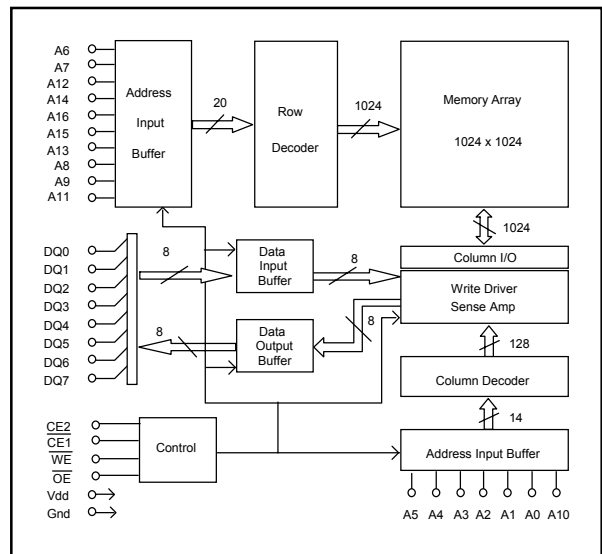 A6
A7
A12
A14
A16
A15
A13
A8
A9
A11
Address
Input
Buffer
20
Row
Decoder
1024
Memory Array
1024 x 1024
1024
DQ0
DQ1
DQ2
DQ3
DQ4
DQ5
DQ6
DQ7
8
Data
Input
Buffer
8
Column I/O
Write Driver
Sense Amp
8
Data
Output
Buffer
8
128
Column Decoder
14
Address Input Buffer
CE2
CE1
WE
OE
Vdd
Gnd
Control
A5 A4 A3 A2 A1 A0 A10